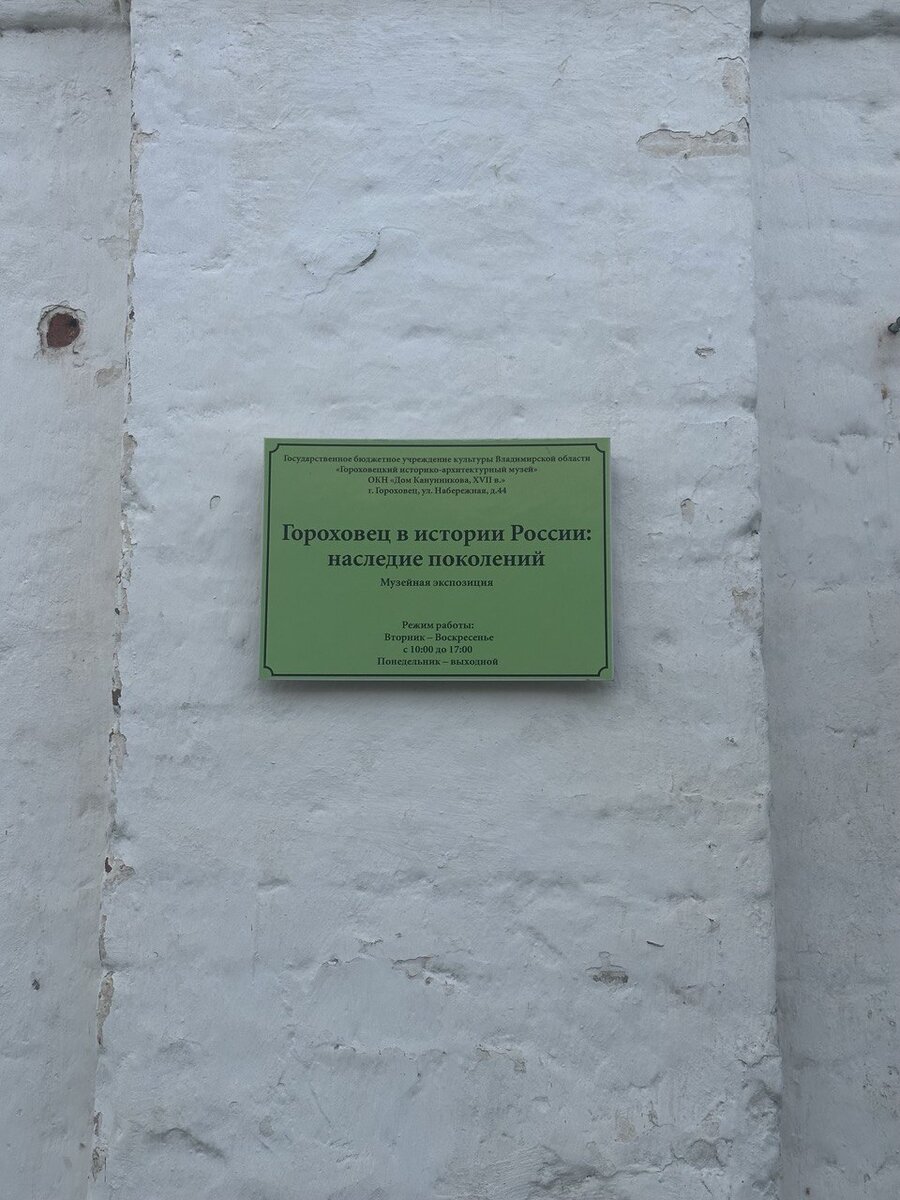 Государственное бюджетное учреждение культуры Владимирской области
«Гороховецкий историко-архитектурный музей»
ОКН «Дом Канунникова, XVII в.»
г. Гороховец, ул. Набережная, д.44
Гороховец в истории России:
наследие поколений
Музейная экспозиция
Режим работы:
Вторник – Воскресенье
с 10:00 до 17:00
Понедельник – выходной